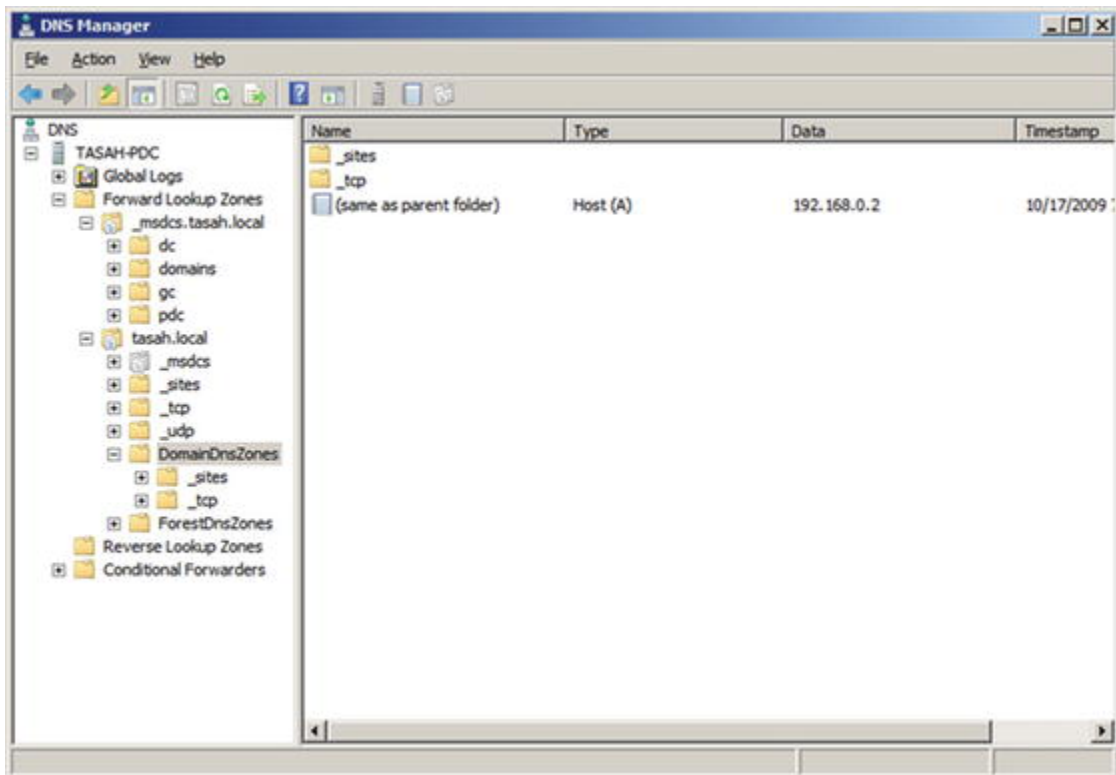 DNS Manager
File Action View Help
DNS
TASAH-PDC
Global Logs
Forward Lookup Zones
_msdcs.tasah.local
dc
domains
gc
pdc
tasah.local
_msdcs
_sites
_tcp
_udp
DomainDnsZones
_sites
_tcp
ForestDnsZones
Reverse Lookup Zones
Conditional Forwarders
Name Type Data Timestamp
_sites
_tcp
(same as parent folder) Host (A) 192.168.0.2 10/17/2009